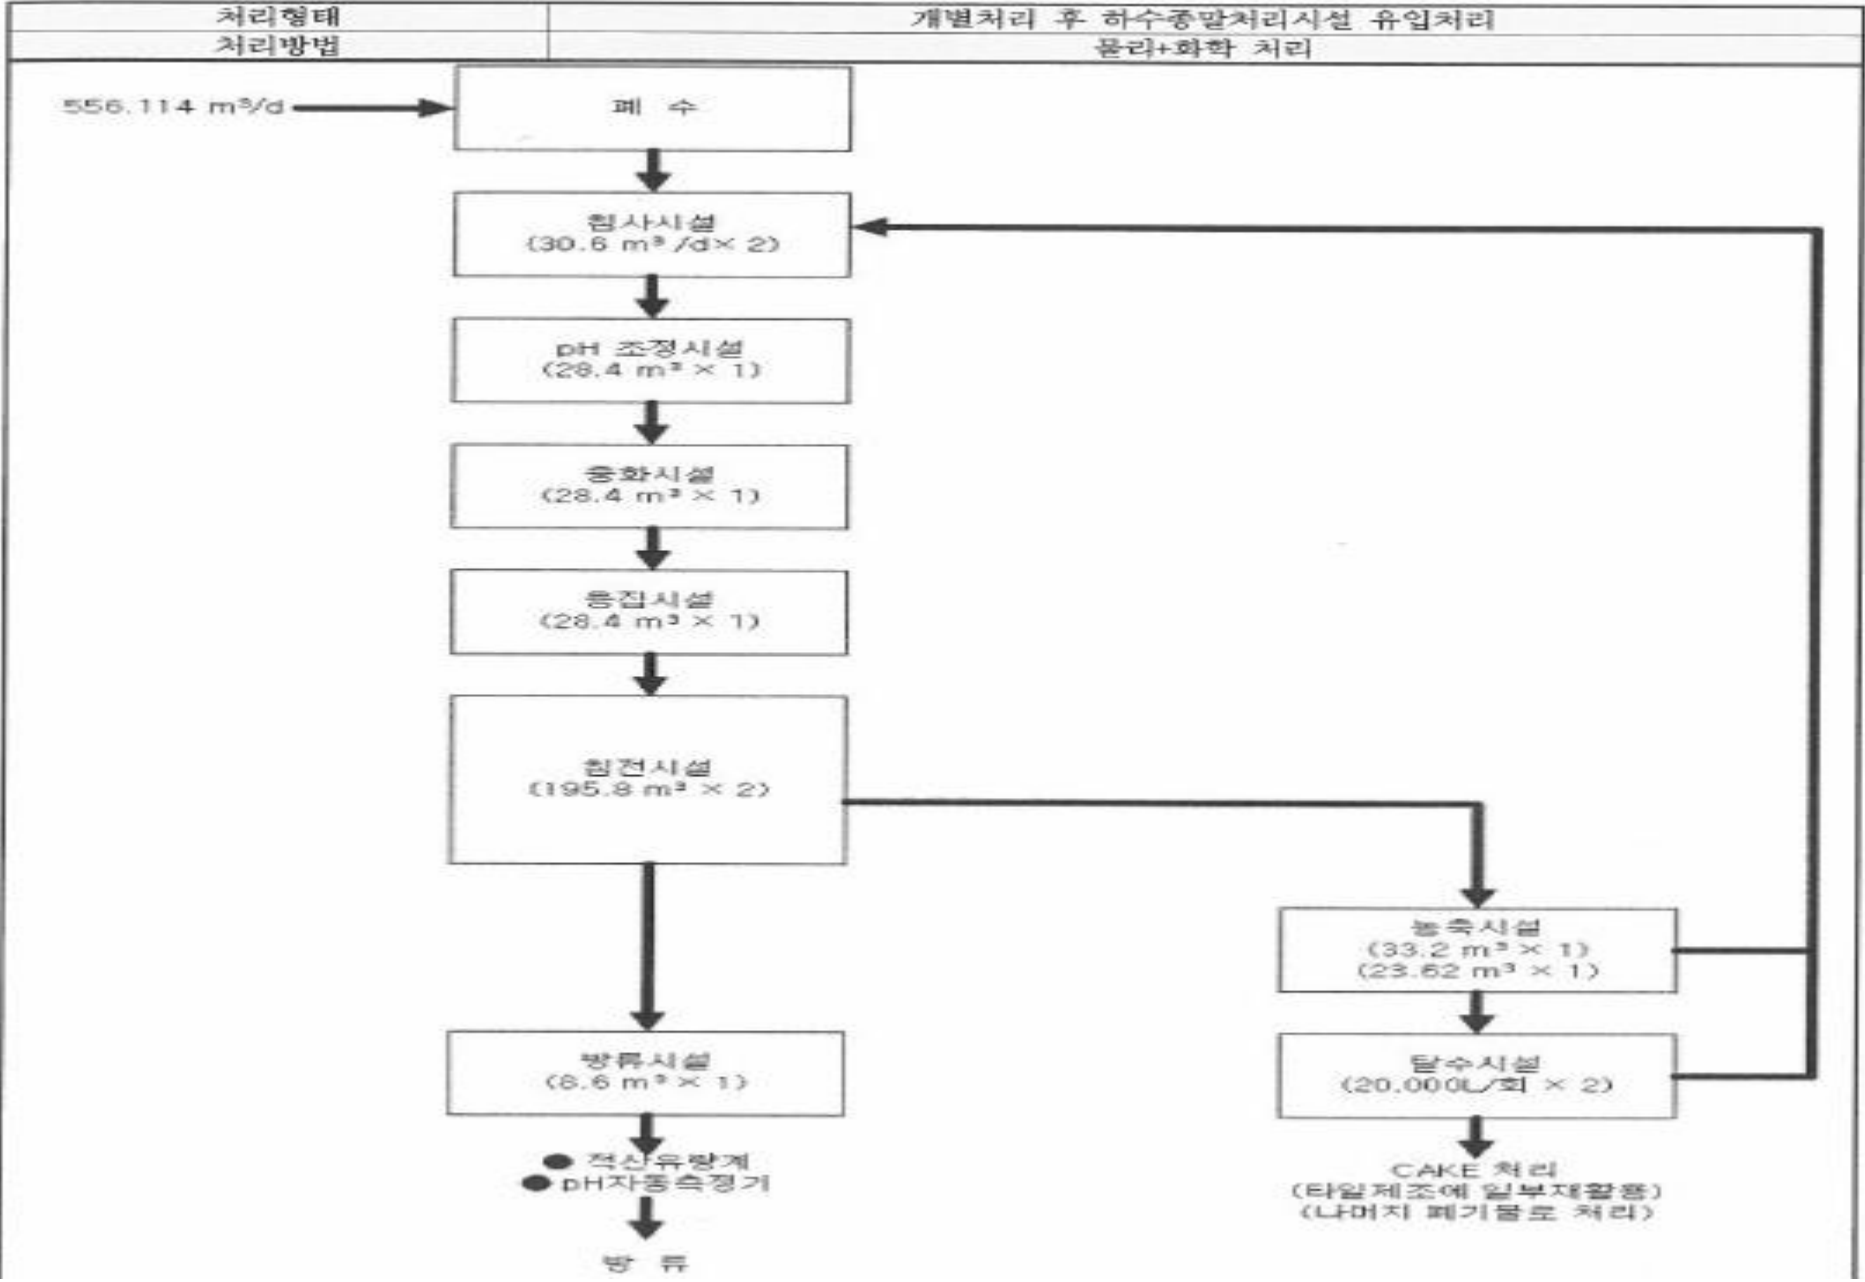 처리형태 개별처리 후 하수종말처리시설 유입처리
처리방법 물리+화학 처리
556.114 m³/d
폐 수
침사시설
(30.6 m³/d× 2)
pH 조정시설
(28.4 m³ × 1)
중화시설
(28.4 m³ × 1)
응집시설
(28.4 m³ × 1)
침전시설
(195.8 m³ × 2)
농축시설
(33.2 m³ × 1)
(23.62 m³ × 1)
방류시설
(8.6 m³ × 1)
탈수시설
(20.000L/회 × 2)
● 적산유량계
● pH자동측정기
CAKE 처리
(타일제조에 일부재활용)
(나머지 폐기물로 처리)
방 류